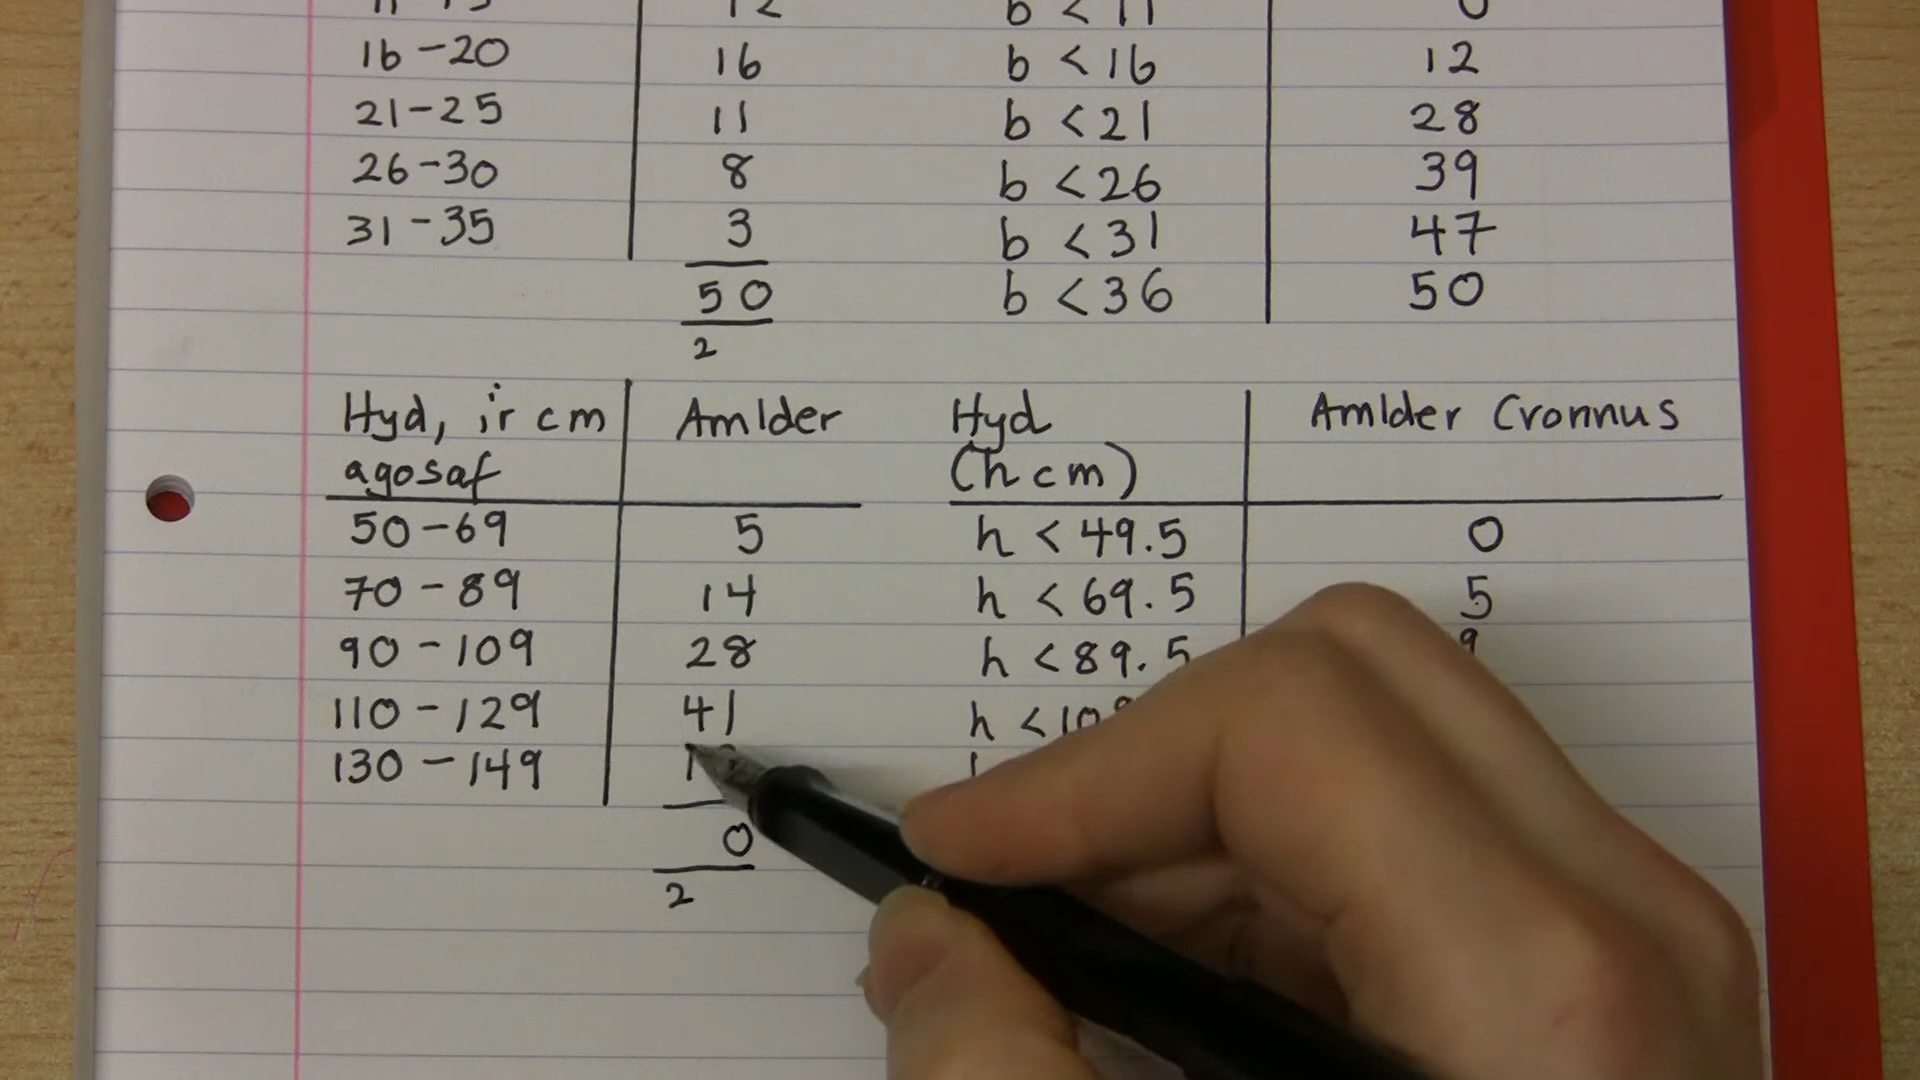 16-20 16 b < 16 12
21-25 11 b < 21 28
26-30 8 b < 26 39
31-35 3 b < 31 47
50 b < 36 50
2
Hyd, i'r cm Amlder Hyd Amlder Cronnus
agosaf (h cm)
50-69 5 h < 49.5 0
70-89 14 h < 69.5 5
90-109 28 h < 89.5
110-129 41 h <
130-149
0
2